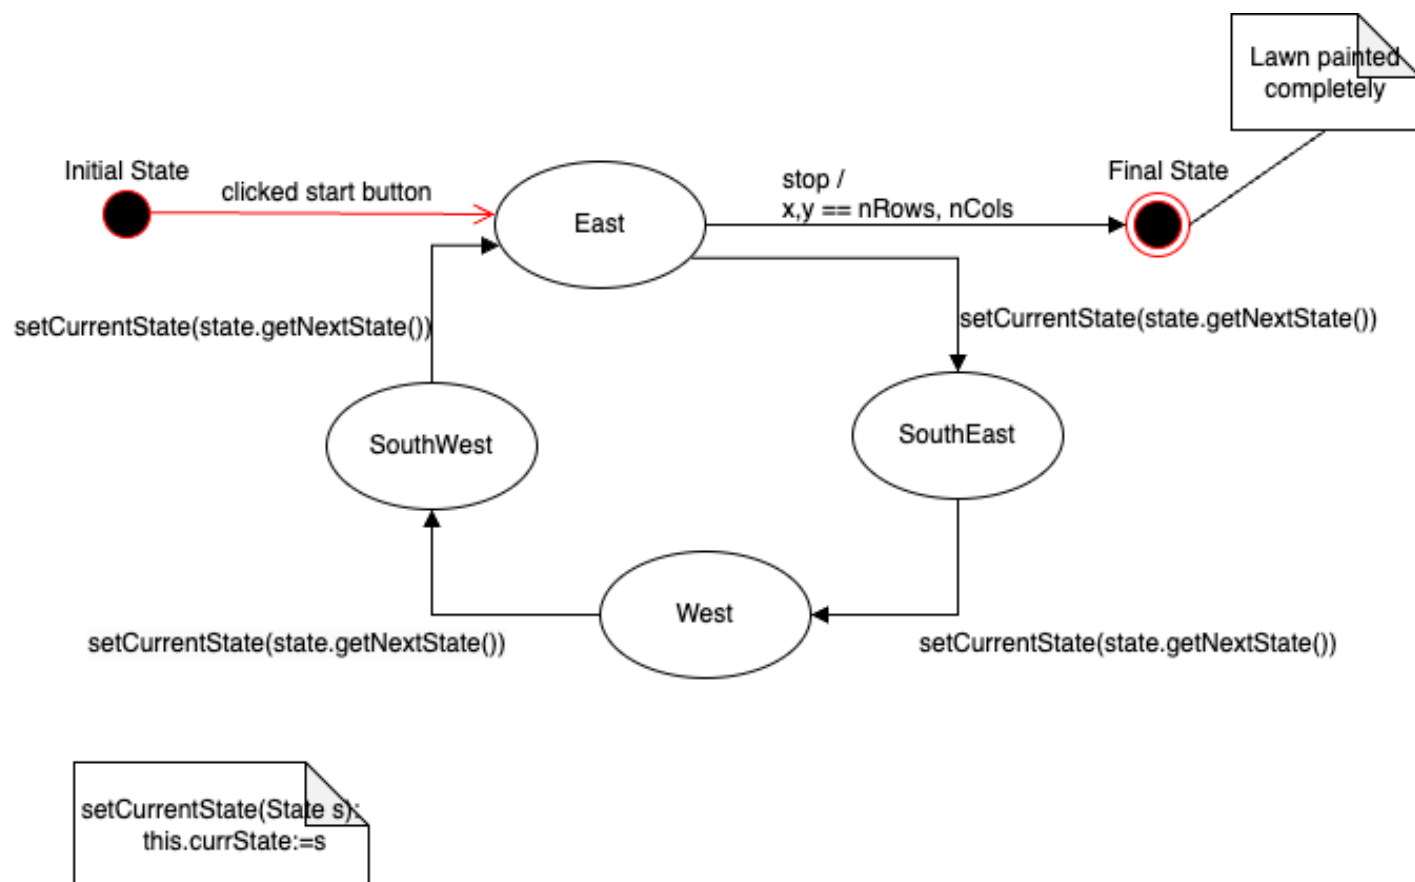 Lawn painted
completely
Initial State
clicked start button
East
stop /
x,y == nRows, nCols
Final State
setCurrentState(state.getNextState())
setCurrentState(state.getNextState())
SouthWest
SouthEast
West
setCurrentState(state.getNextState())
setCurrentState(state.getNextState())
setCurrentState(State s):
this.currState:=s